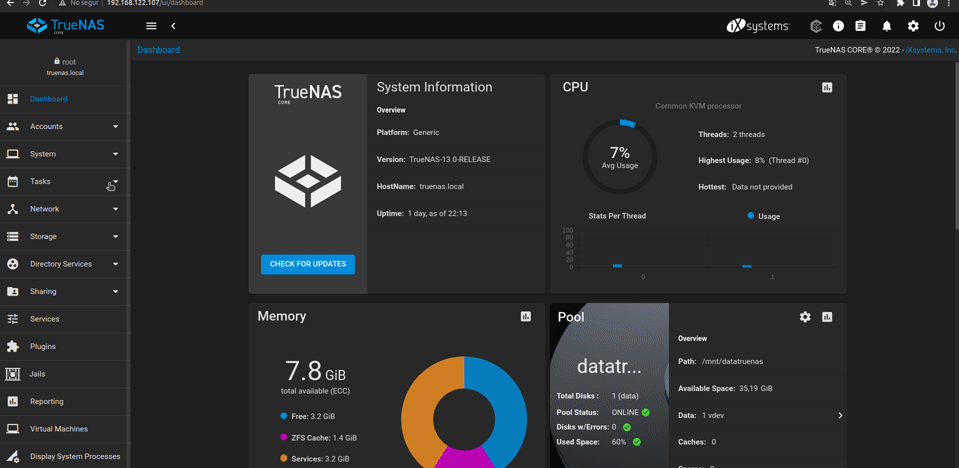 No segur
192.168.122.107/ui/dashboard
TrueNAS
CORE
iXsystems
Dashboard
TrueNAS CORE® © 2022 - iXsystems, Inc.
root
truenas.local
Dashboard
Accounts
System
Tasks
Network
Storage
Directory Services
Sharing
Services
Plugins
Jails
Reporting
Virtual Machines
Display System Processes
TrueNAS
CORE
CHECK FOR UPDATES
System Information
Overview
Platform: Generic
Version: TrueNAS-13.0-RELEASE
HostName: truenas.local
Uptime: 1 day, as of 22:13
CPU
Common KVM processor
7%
Avg Usage
Threads: 2 threads
Highest Usage: 8% (Thread #0)
Hottest: Data not provided
Stats Per Thread
Usage
100
80
60
40
20
0
0
1
Memory
7.8 GiB
total available (ECC)
Free: 3.2 GiB
ZFS Cache: 1.4 GiB
Services: 3.2 GiB
Pool
datatr...
Total Disks : 1 (data)
Pool Status: ONLINE
Disks w/Errors: 0
Used Space: 60%
Overview
Path: /mnt/datatruenas
Available Space: 35,19 GiB
Data: 1 vdev
Caches: 0